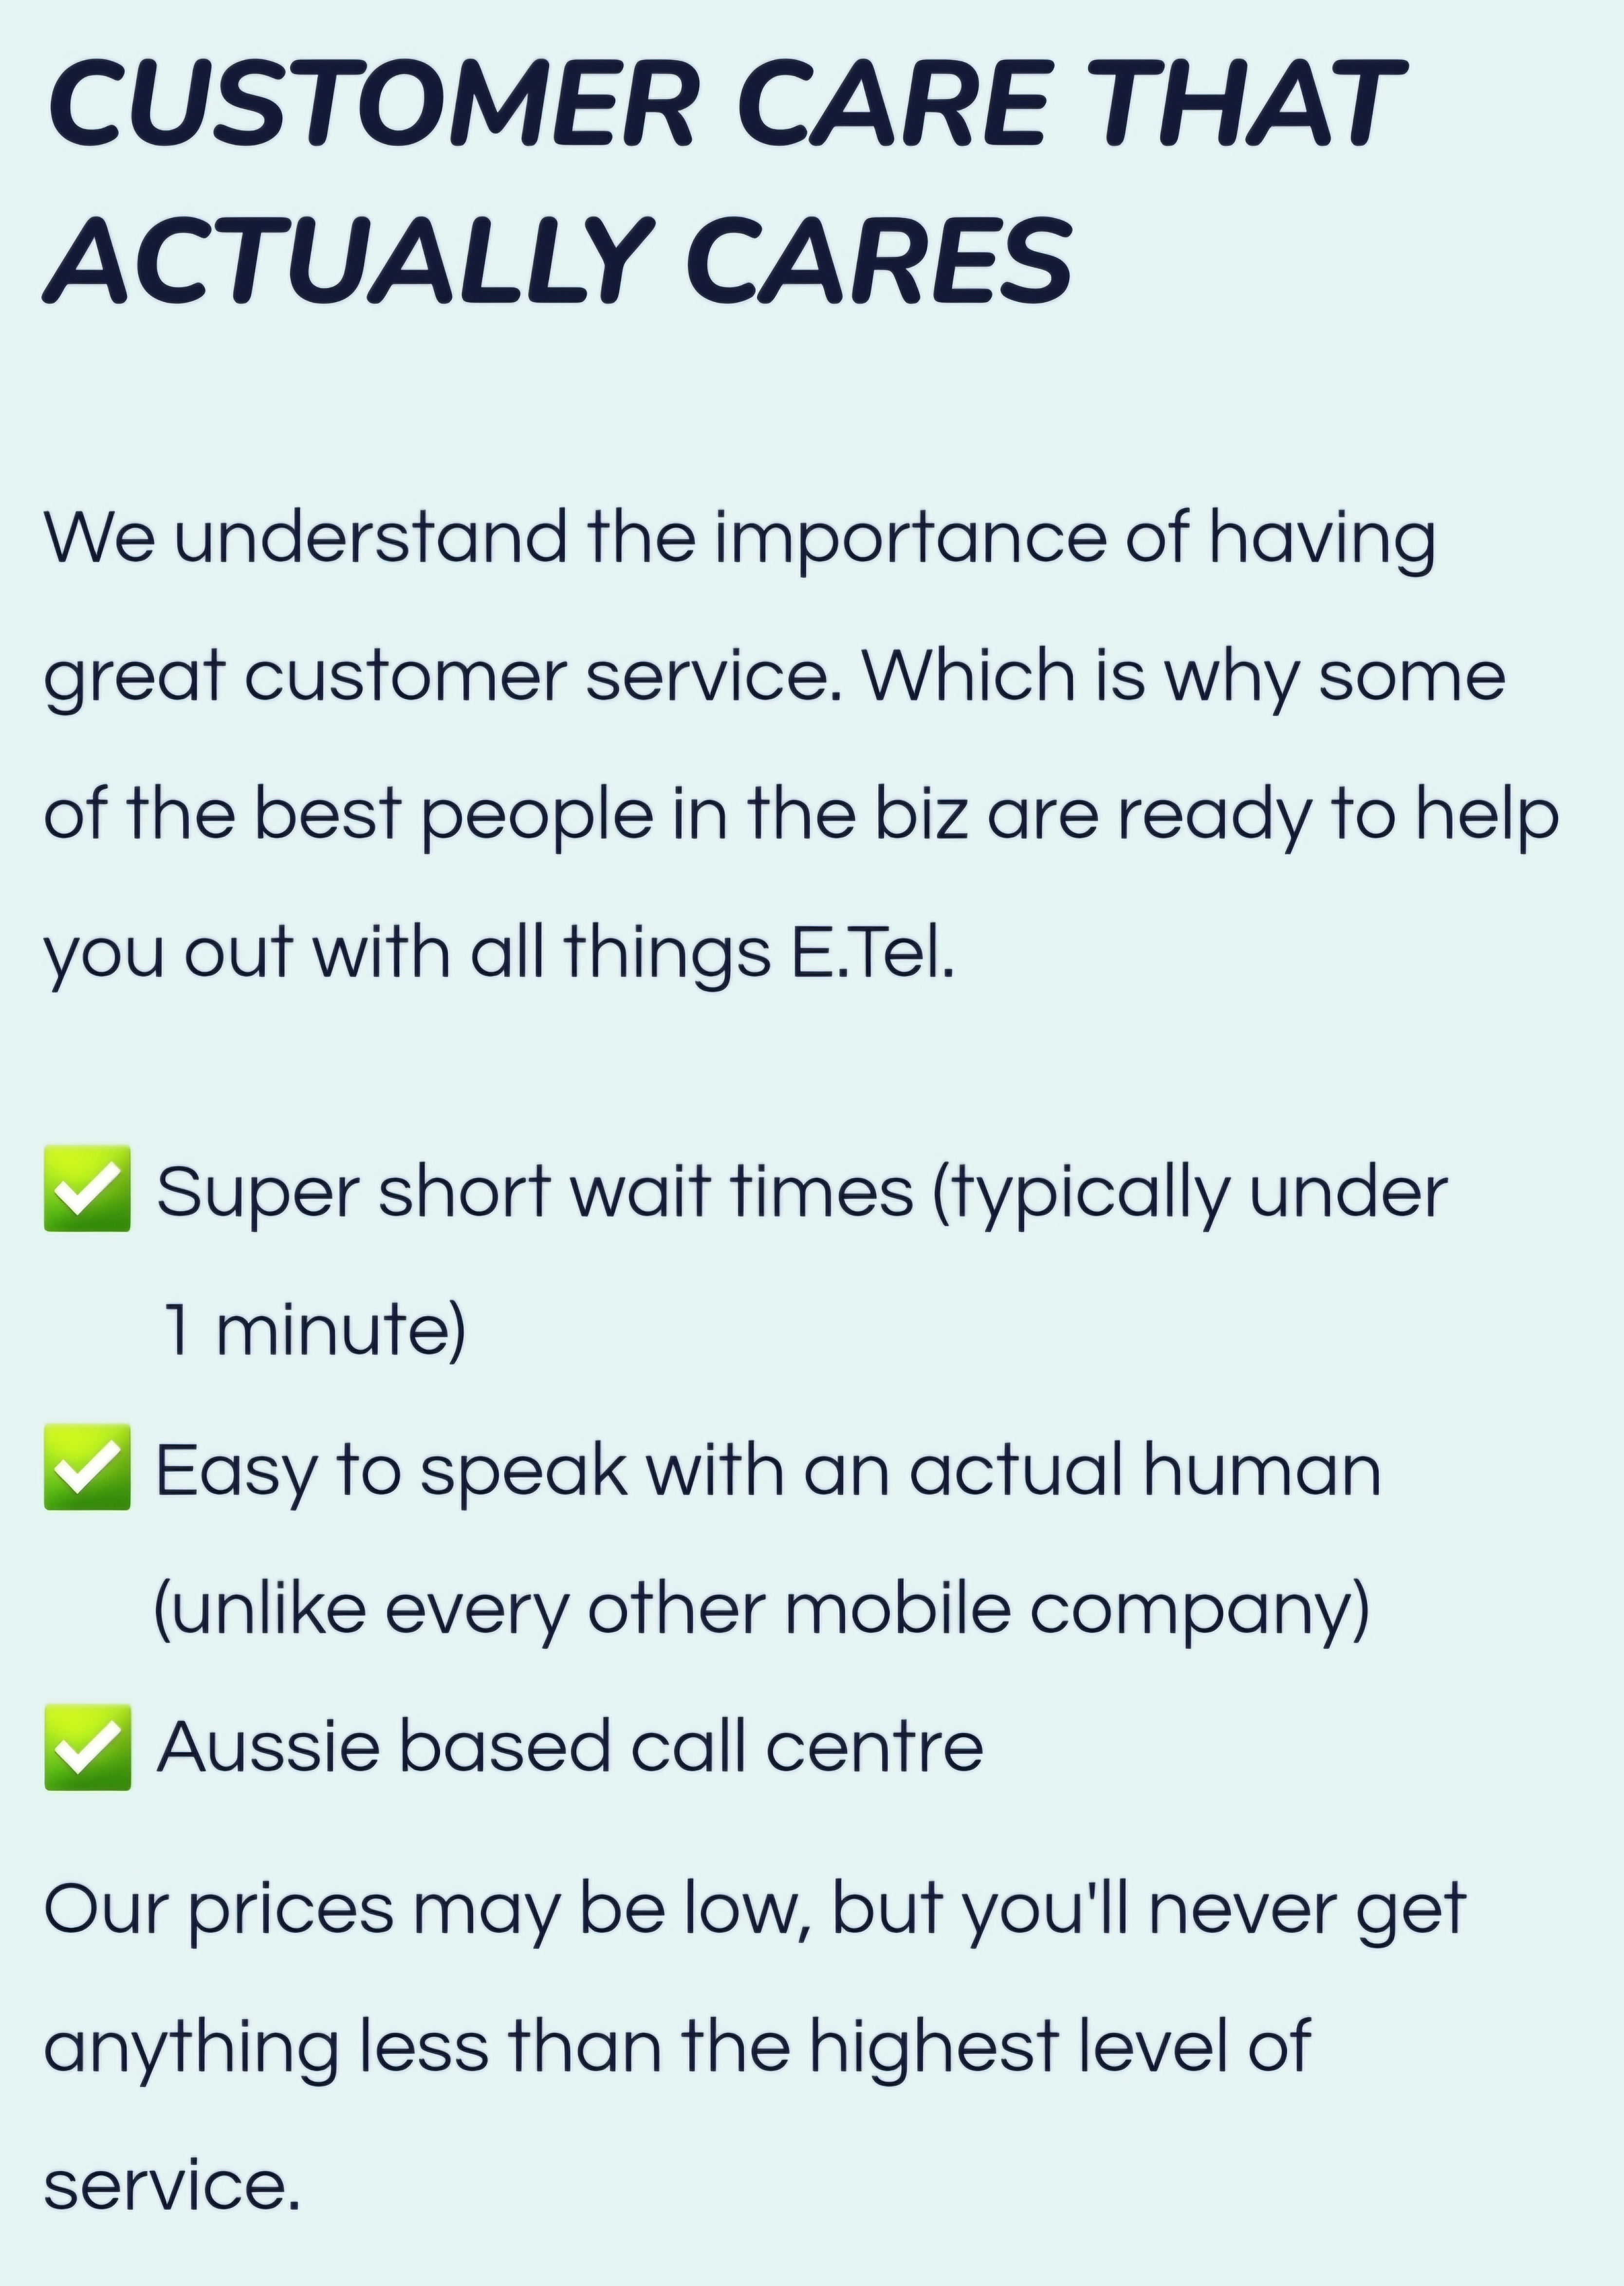 CUSTOMER CARE THAT
ACTUALLY CARES
We understand the importance of having
great customer service. Which is why some
of the best people in the biz are ready to help
you out with all things E.Tel.
✅ Super short wait times (typically under
1 minute)
✅ Easy to speak with an actual human
(unlike every other mobile company)
✅ Aussie based call centre
Our prices may be low, but you'll never get
anything less than the highest level of
service.